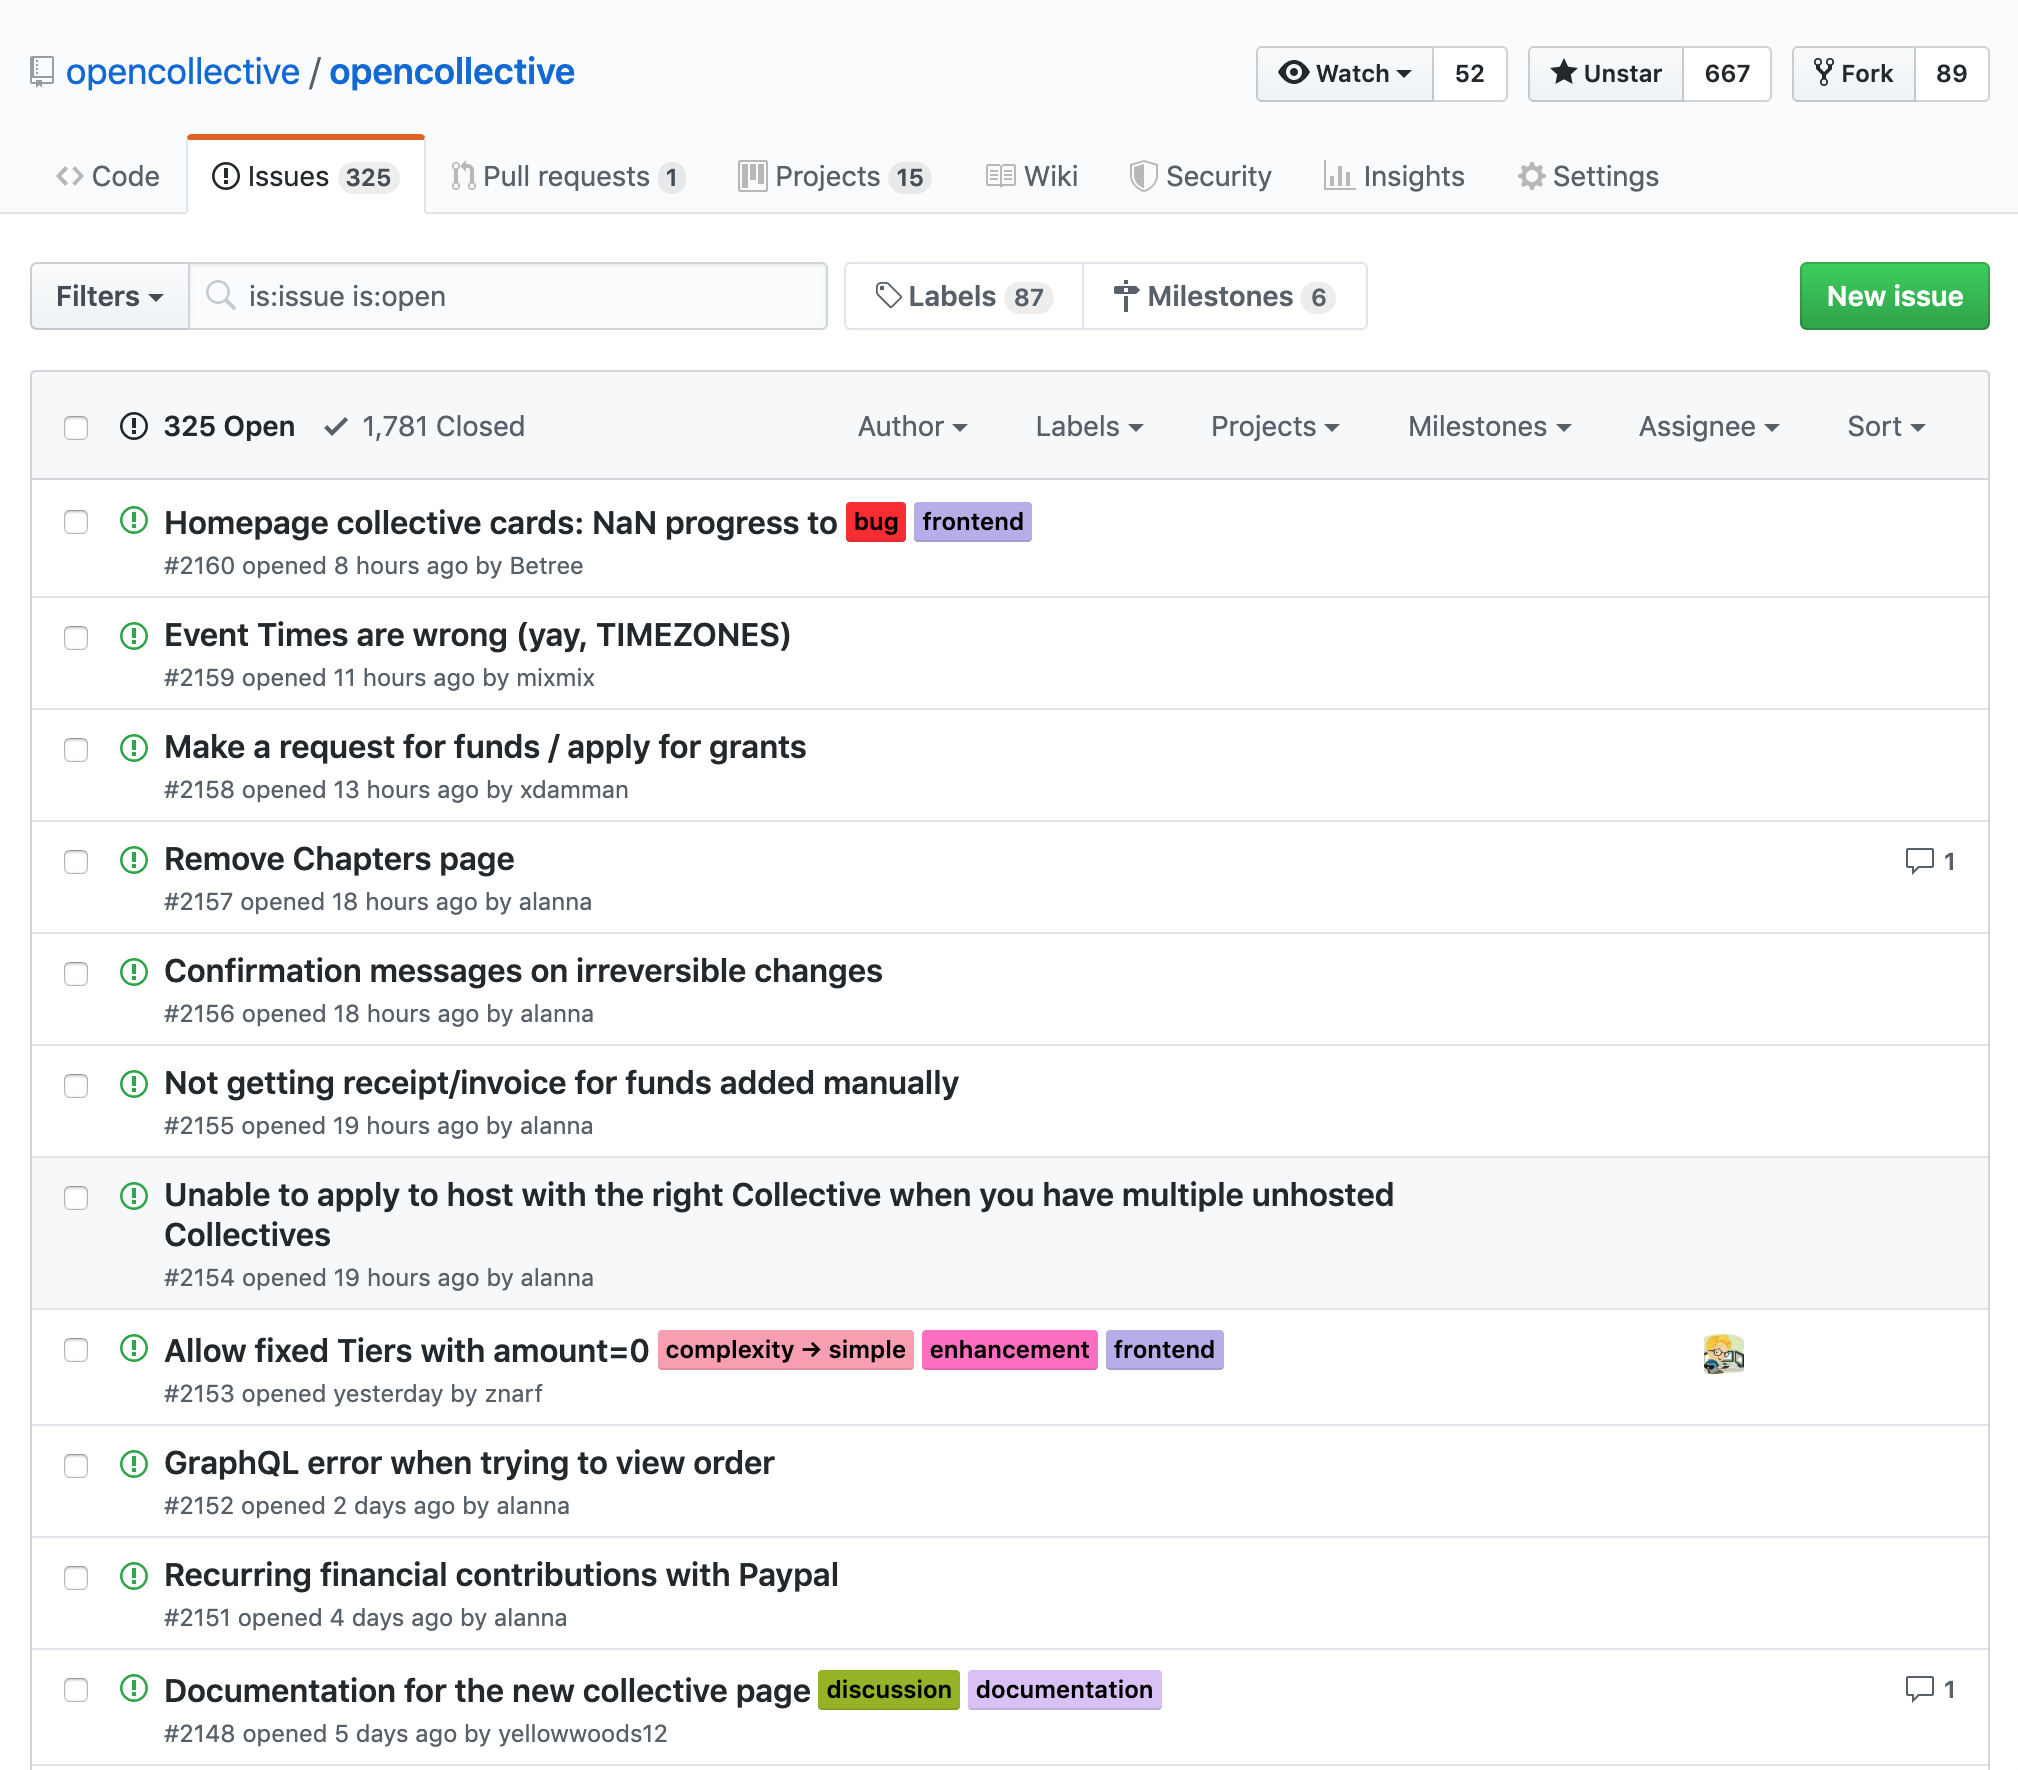 opencollective / opencollective
Watch 52 Unstar 667 Fork 89
Code Issues 325 Pull requests 1 Projects 15 Wiki Security Insights Settings
Filters is:issue is:open Labels 87 Milestones 6 New issue
325 Open 1,781 Closed Author Labels Projects Milestones Assignee Sort
Homepage collective cards: NaN progress to bug frontend
#2160 opened 8 hours ago by Betree
Event Times are wrong (yay, TIMEZONES)
#2159 opened 11 hours ago by mixmix
Make a request for funds / apply for grants
#2158 opened 13 hours ago by xdamman
Remove Chapters page 1
#2157 opened 18 hours ago by alanna
Confirmation messages on irreversible changes
#2156 opened 18 hours ago by alanna
Not getting receipt/invoice for funds added manually
#2155 opened 19 hours ago by alanna
Unable to apply to host with the right Collective when you have multiple unhosted
Collectives
#2154 opened 19 hours ago by alanna
Allow fixed Tiers with amount=0 complexity → simple enhancement frontend
#2153 opened yesterday by znarf
GraphQL error when trying to view order
#2152 opened 2 days ago by alanna
Recurring financial contributions with Paypal
#2151 opened 4 days ago by alanna
Documentation for the new collective page discussion documentation 1
#2148 opened 5 days ago by yellowwoods12